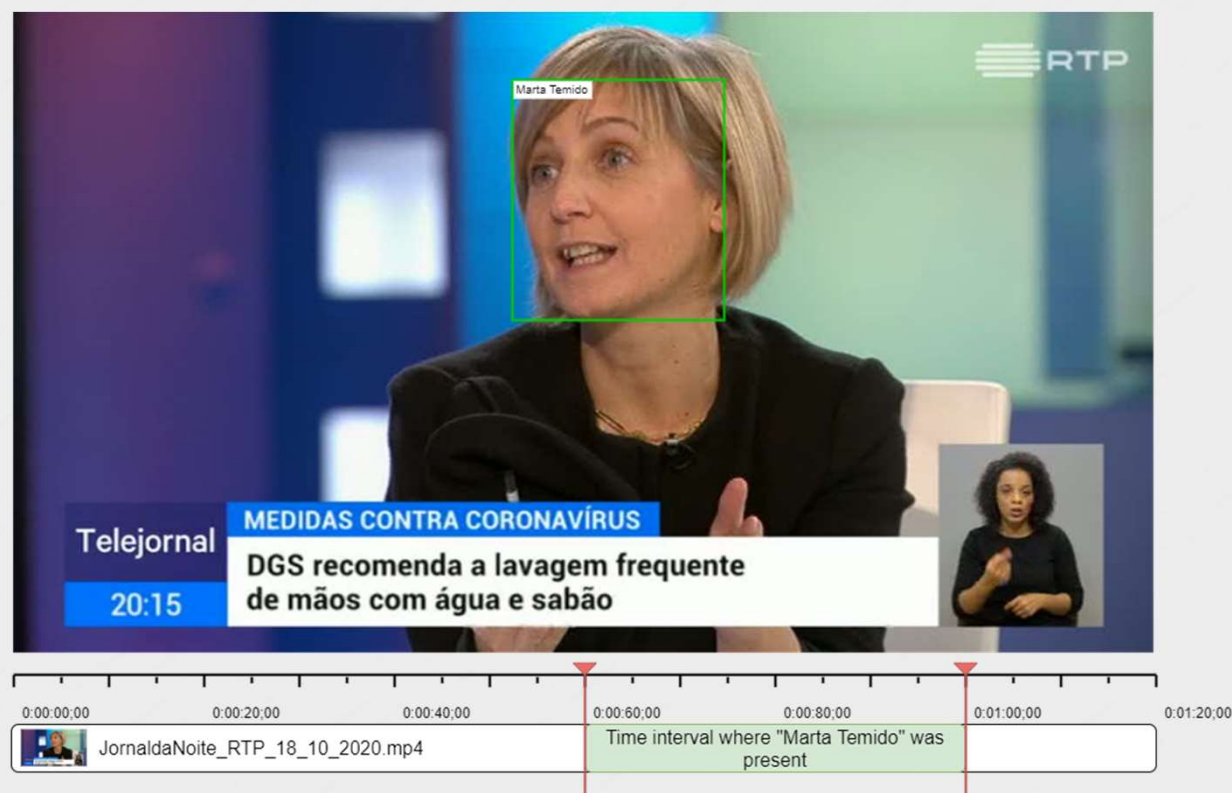 RTP
Marta Temido
MEDIDAS CONTRA CORONAVÍRUS
Telejornal
DGS recomenda a lavagem frequente
de mãos com água e sabão
20:15
0:00:00;00
0:00:20;00
0:00:40;00
0:00:60;00
0:00:80;00
0:01:00;00
0:01:20;00
JornaldaNoite_RTP_18_10_2020.mp4
Time interval where "Marta Temido" was
present